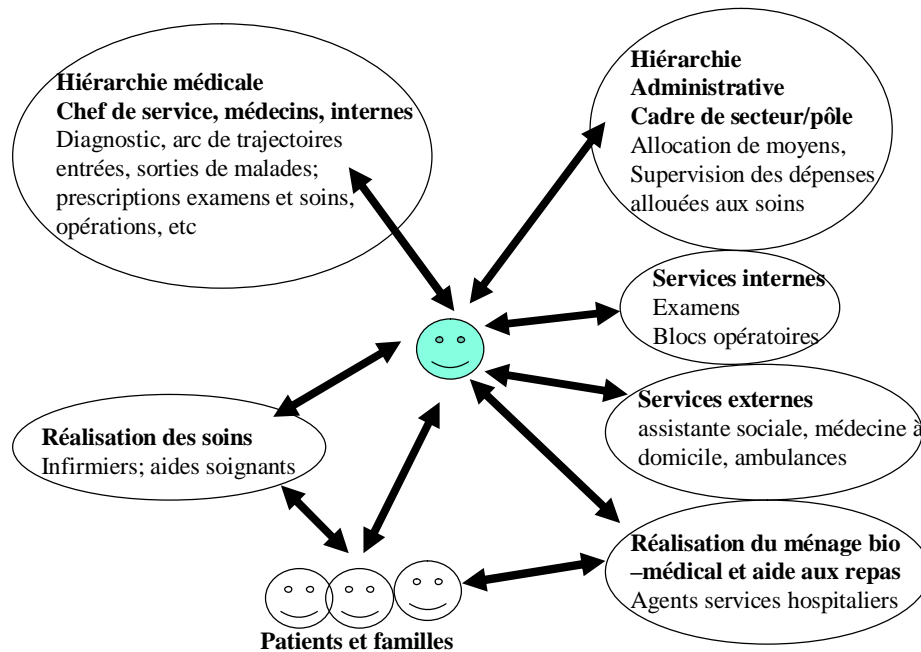 Hiérarchie médicale
Chef de service, médecins, internes
Diagnostic, arc de trajectoires
entrées, sorties de malades;
prescriptions examens et soins,
opérations, etc
Hiérarchie
Administrative
Cadre de secteur/pôle
Allocation de moyens,
Supervision des dépenses
allouées aux soins
Services internes
Examens
Blocs opératoires
Services externes
assistante sociale, médecine à
domicile, ambulances
Réalisation des soins
Infirmiers; aides soignants
Réalisation du ménage bio
–médical et aide aux repas
Agents services hospitaliers
Patients et familles